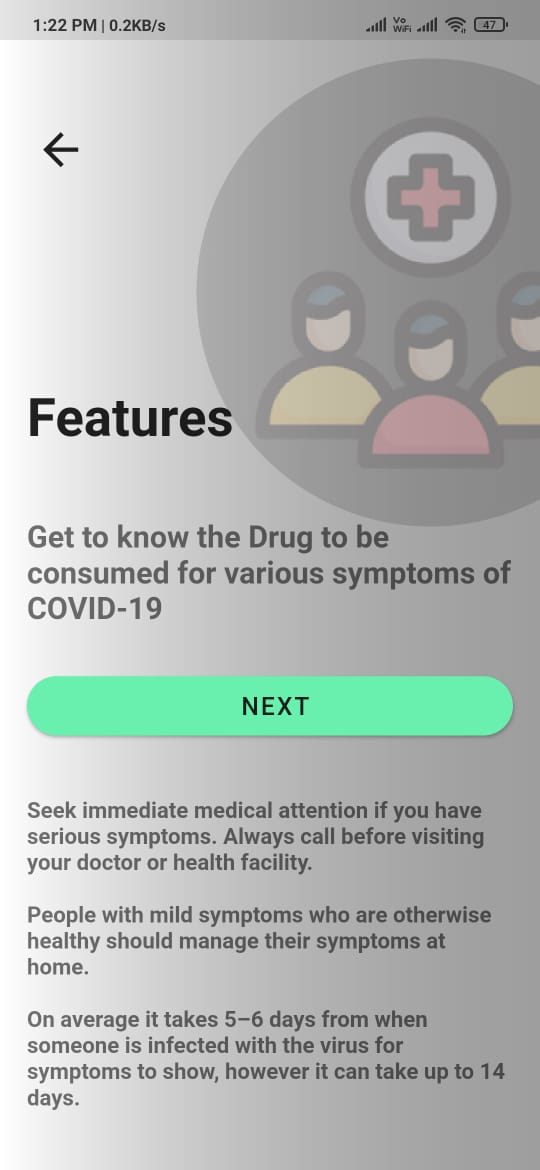 1:22 PM | 0.2KB/s
Vo
WiFi
47
Features
Get to know the Drug to be
consumed for various symptoms of
COVID-19
NEXT
Seek immediate medical attention if you have
serious symptoms. Always call before visiting
your doctor or health facility.
People with mild symptoms who are otherwise
healthy should manage their symptoms at
home.
On average it takes 5–6 days from when
someone is infected with the virus for
symptoms to show, however it can take up to 14
days.